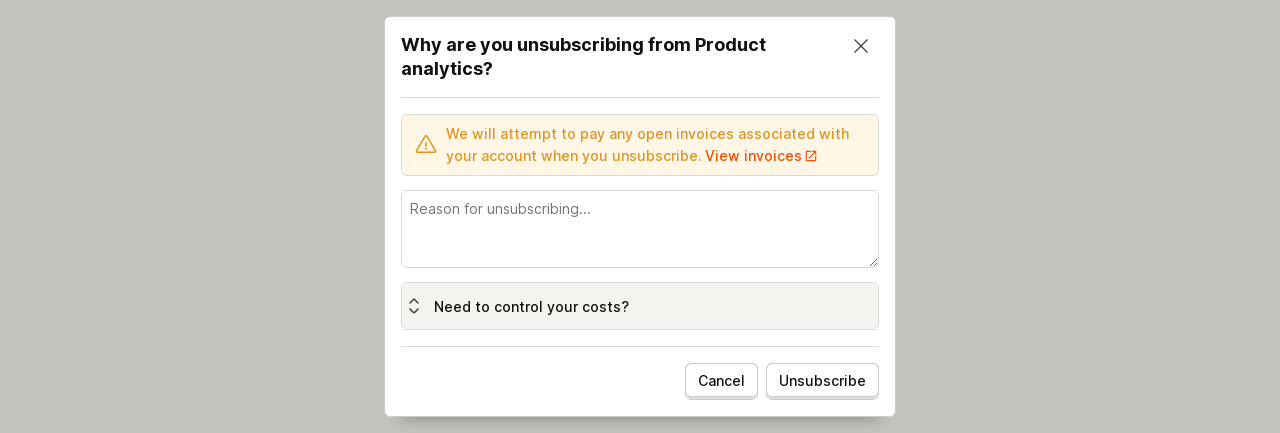 Why are you unsubscribing from Product
analytics?
We will attempt to pay any open invoices associated with
your account when you unsubscribe. View invoices
Reason for unsubscribing...
Need to control your costs?
Cancel Unsubscribe